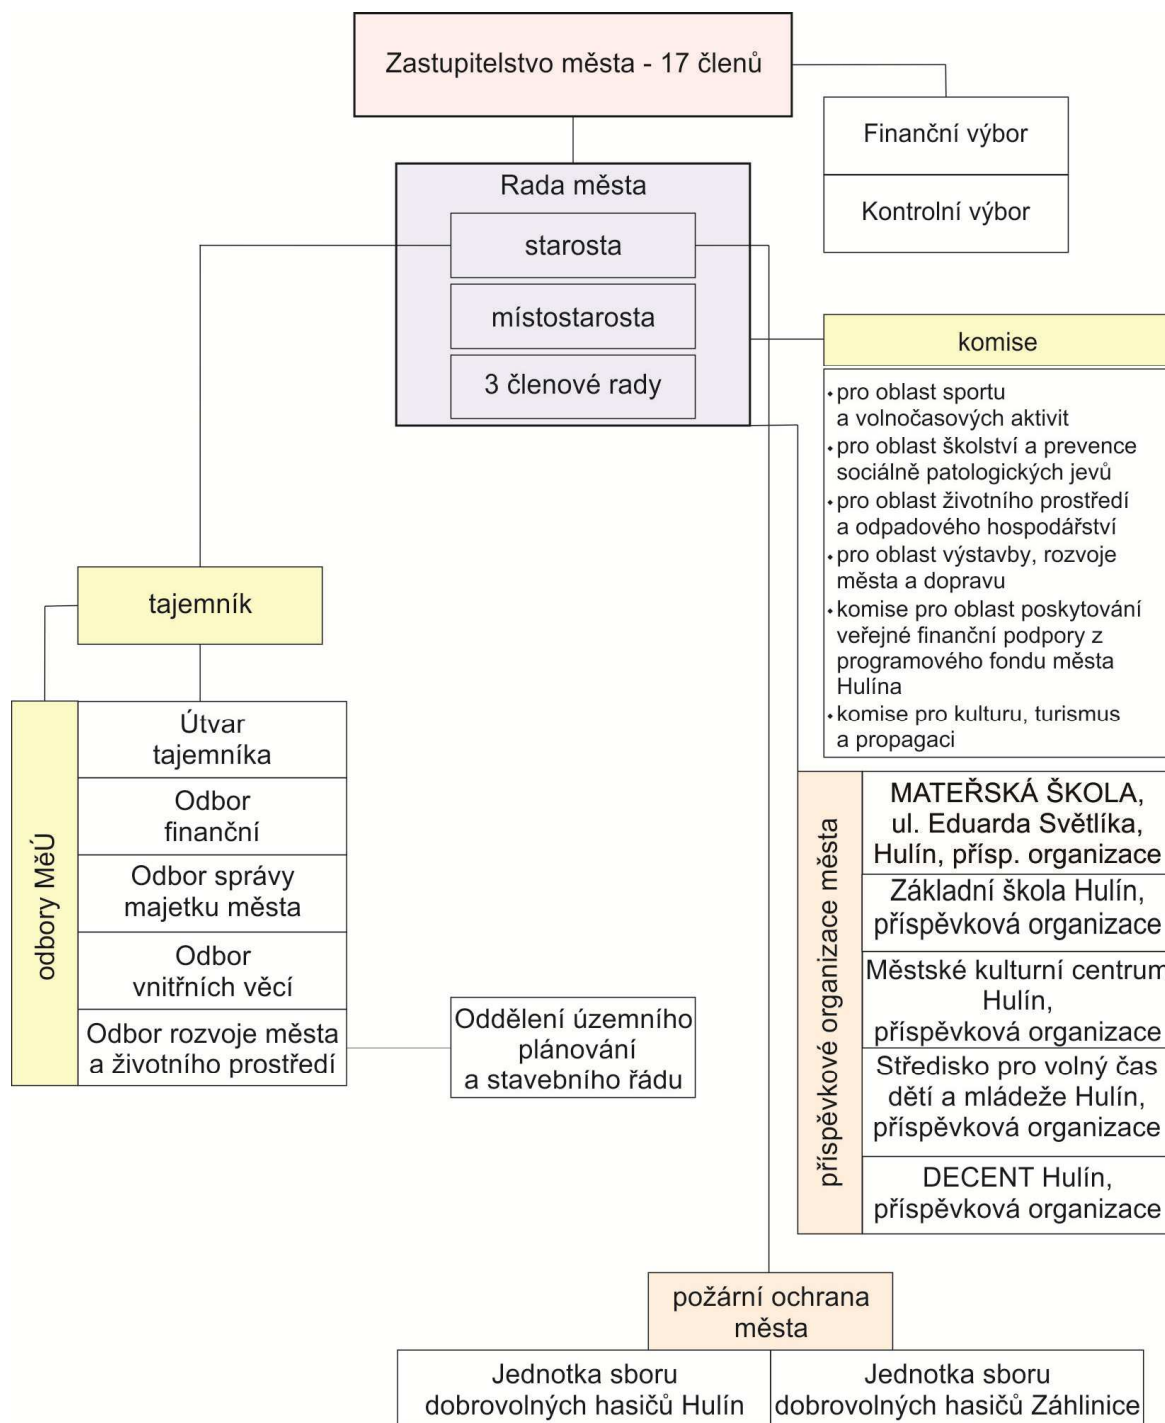 Zastupitelstvo města - 17 členů
Finanční výbor
Kontrolní výbor
Rada města
starosta
místostarosta
3 členové rady
komise
pro oblast sportu
a volnočasových aktivit
pro oblast školství a prevence
sociálně patologických jevů
pro oblast životního prostředí
a odpadového hospodářství
pro oblast výstavby, rozvoje
města a dopravu
komise pro oblast poskytování
veřejné finanční podpory z
programového fondu města
Hulína
komise pro kulturu, turismus
a propagaci
tajemník
odbory MěÚ
Útvar
tajemníka
Odbor
finanční
Odbor správy
majetku města
Odbor
vnitřních věcí
Odbor rozvoje města
a životního prostředí
Oddělení územního
plánování
a stavebního řádu
příspěvkové organizace města
MATEŘSKÁ ŠKOLA,
ul. Eduarda Světlíka,
Hulín, přísp. organizace
Základní škola Hulín,
příspěvková organizace
Městské kulturní centrum
Hulín,
příspěvková organizace
Středisko pro volný čas
dětí a mládeže Hulín,
příspěvková organizace
DECENT Hulín,
příspěvková organizace
požární ochrana
města
Jednotka sboru
dobrovolných hasičů Hulín
Jednotka sboru
dobrovolných hasičů Záhlinice